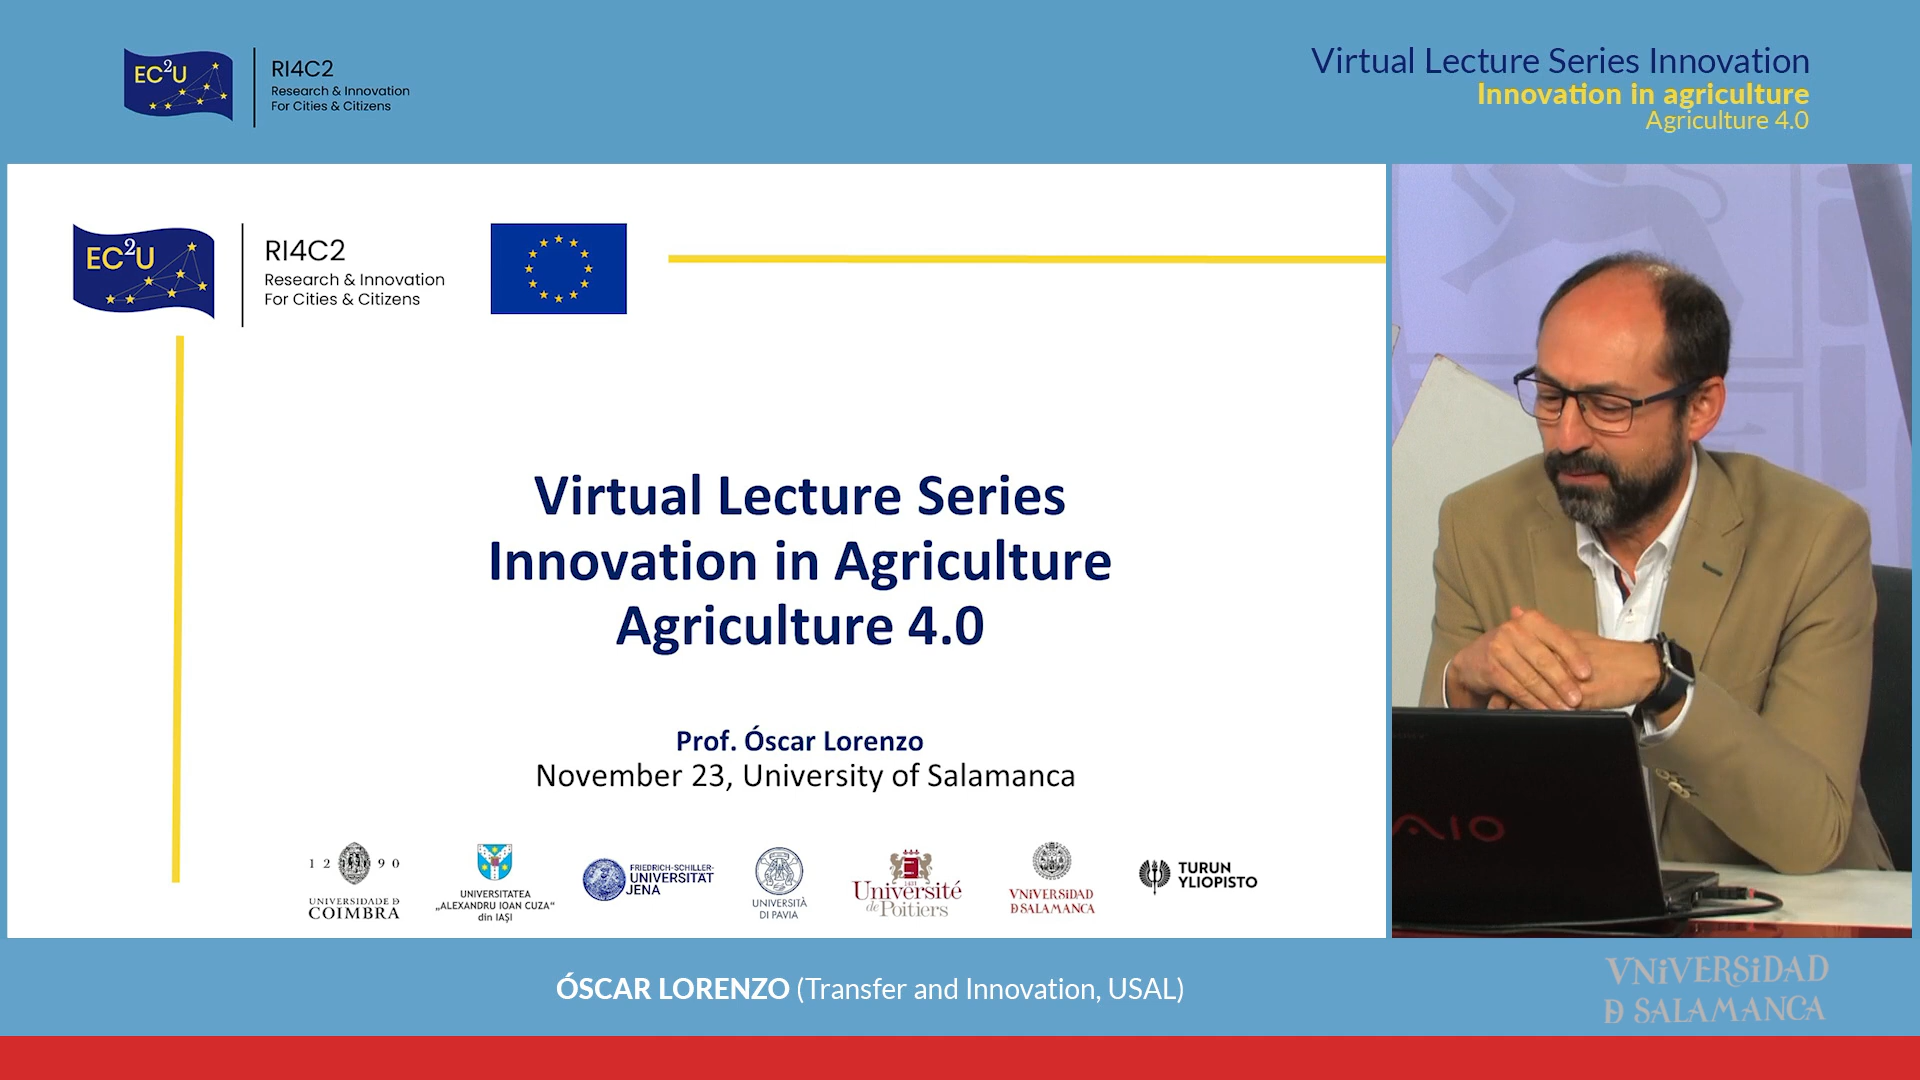 EC2U
RI4C2
Research & Innovation
For Cities & Citizens
Virtual Lecture Series Innovation
Innovation in agriculture
Agriculture 4.0
EC2U
RI4C2
Research & Innovation
For Cities & Citizens
Virtual Lecture Series
Innovation in Agriculture
Agriculture 4.0
Prof. Óscar Lorenzo
November 23, University of Salamanca
1 2 9 0
UNIVERSIDADE Ð
COIMBRA
UNIVERSITATEA
„ALEXANDRU IOAN CUZA“
din IAȘI
FRIEDRICH-SCHILLER-
UNIVERSITÄT
JENA
UNIVERSITÀ
DI PAVIA
1431
Université
de Poitiers
VNiVERSiDAD
Ð SALAMANCA
TURUN
YLIOPISTO
AIO
ÓSCAR LORENZO (Transfer and Innovation, USAL)
VNiVERSiDAD
Ð SALAMANCA